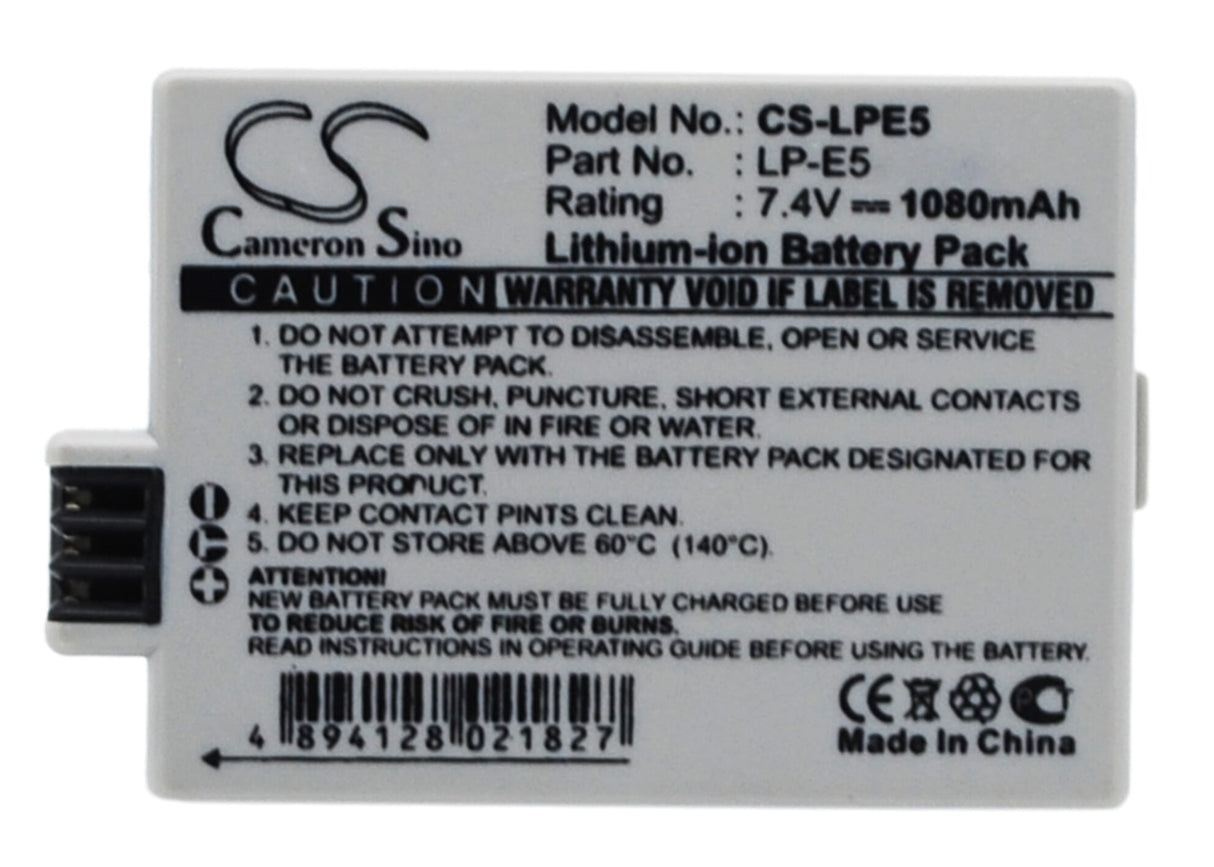 CS
Cameron Sino
Model No.: CS-LPE5
Part No. : LP-E5
Rating : 7.4V ⎓ 1080mAh
Lithium-ion Battery Pack
CAUTION WARRANTY VOID IF LABEL IS REMOVED
1. DO NOT ATTEMPT TO DISASSEMBLE, OPEN OR SERVICE
THE BATTERY PACK.
2. DO NOT CRUSH, PUNCTURE, SHORT EXTERNAL CONTACTS
OR DISPOSE OF IN FIRE OR WATER.
3. REPLACE ONLY WITH THE BATTERY PACK DESIGNATED FOR
THIS PRODUCT.
4. KEEP CONTACT PINTS CLEAN.
5. DO NOT STORE ABOVE 60°C (140°C).
ATTENTION!
NEW BATTERY PACK MUST BE FULLY CHARGED BEFORE USE
TO REDUCE RISK OF FIRE OR BURNS.
READ INSTRUCTIONS IN OPERATING GUIDE BEFORE USING THE BATTERY.
4 894128 021827
CE
Made In China